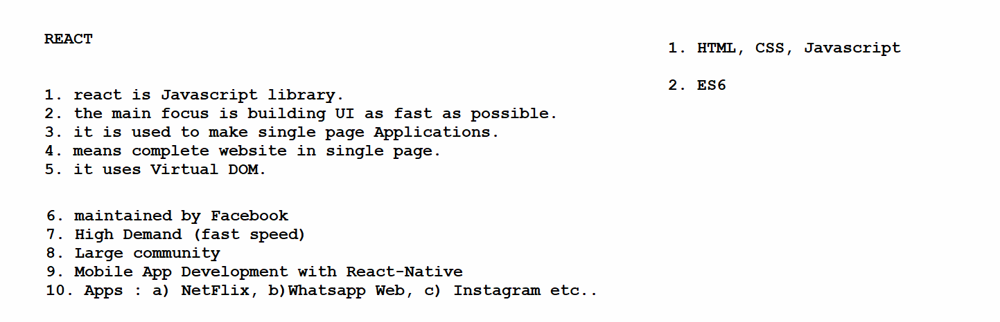 REACT
1. react is Javascript library.
2. the main focus is building UI as fast as possible.
3. it is used to make single page Applications.
4. means complete website in single page.
5. it uses Virtual DOM.
6. maintained by Facebook
7. High Demand (fast speed)
8. Large community
9. Mobile App Development with React-Native
10. Apps : a) NetFlix, b)Whatsapp Web, c) Instagram etc..
1. HTML, CSS, Javascript
2. ES6